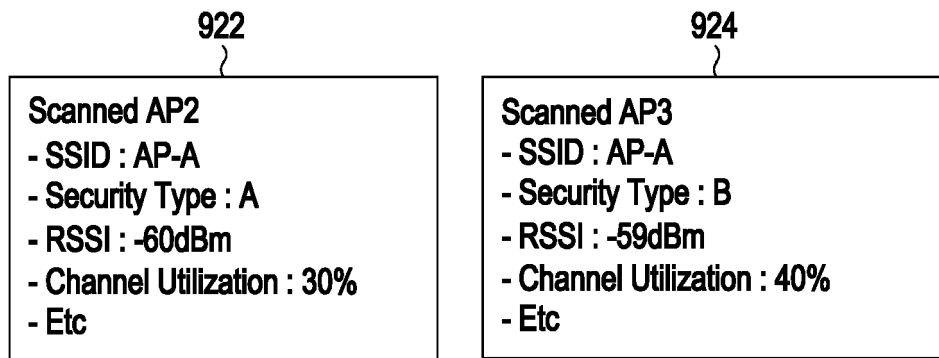 922
Scanned AP2
- SSID : AP-A
- Security Type : A
- RSSI : -60dBm
- Channel Utilization : 30%
- Etc
924
Scanned AP3
- SSID : AP-A
- Security Type : B
- RSSI : -59dBm
- Channel Utilization : 40%
- Etc